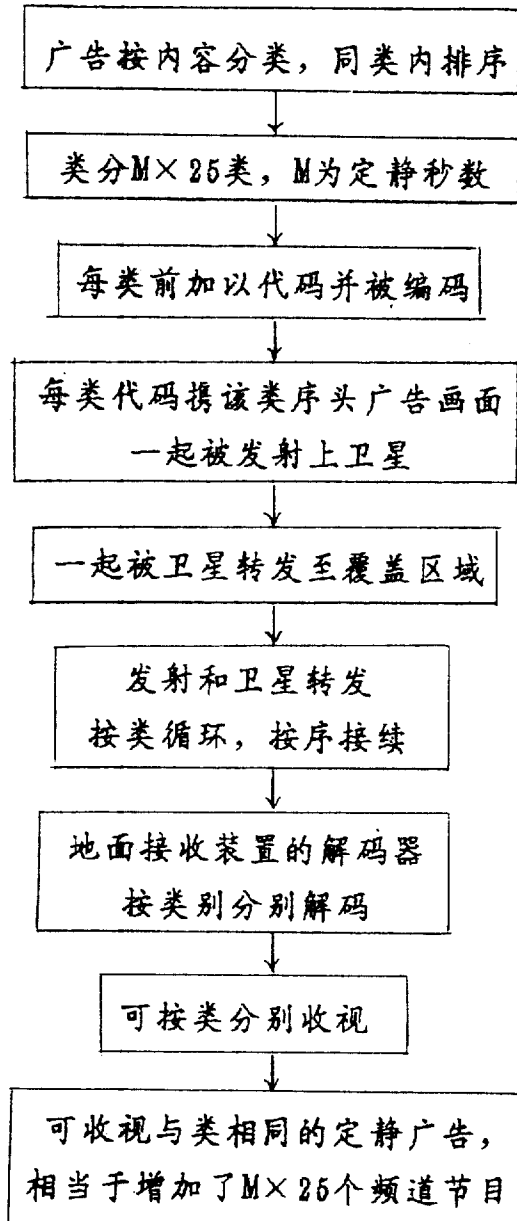 广告按内容分类，同类内排序
类分M×25类，M为定静秒数
每类前加以代码并被编码
每类代码携该类序头广告画面
一起被发射上卫星
一起被卫星转发至覆盖区域
发射和卫星转发
按类循环，按序接续
地面接收装置的解码器
按类别分别解码
可按类分别收视
可收视与类相同的定静广告，
相当于增加了M×25个频道节目